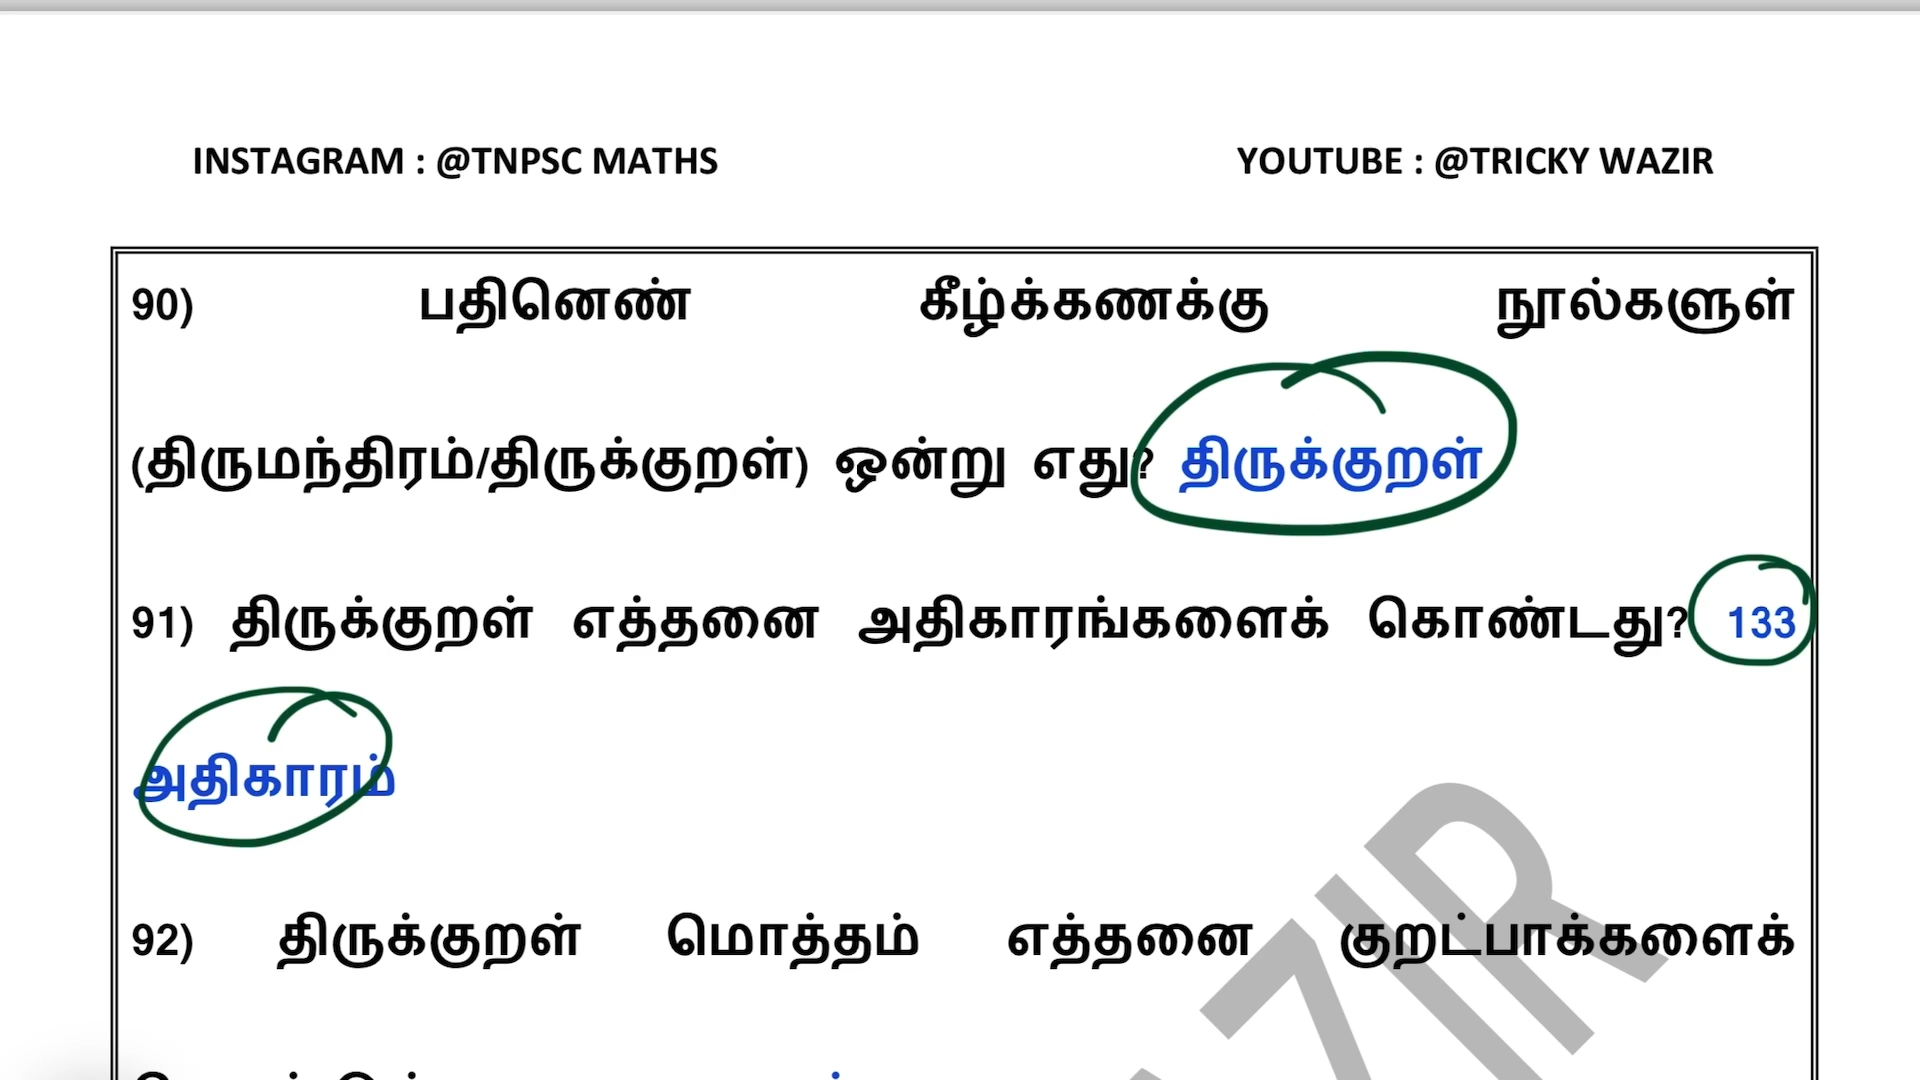 INSTAGRAM : @TNPSC MATHS YOUTUBE : @TRICKY WAZIR
90) பதினெண் கீழ்க்கணக்கு நூல்களுள்
(திருமந்திரம்/திருக்குறள்) ஒன்று எது? திருக்குறள்
91) திருக்குறள் எத்தனை அதிகாரங்களைக் கொண்டது? 133
அதிகாரம்
92) திருக்குறள் மொத்தம் எத்தனை குறட்பாக்களைக்